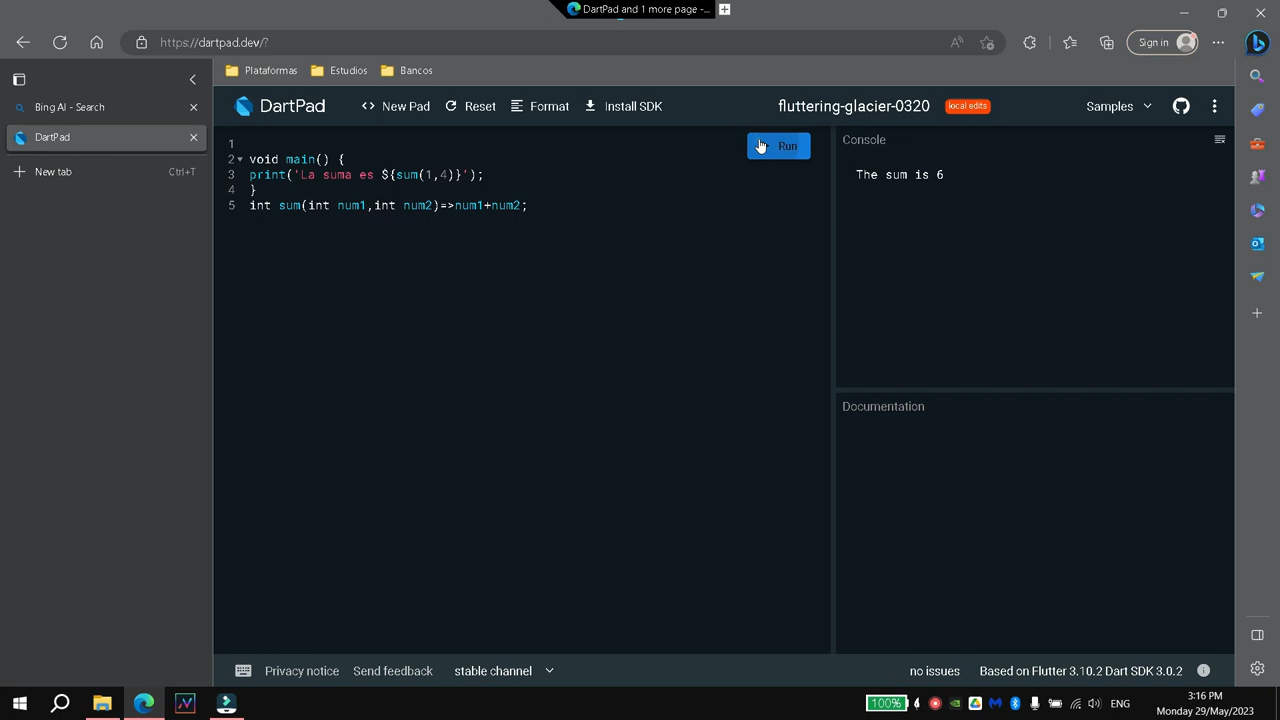 DartPad and 1 more page -...
https://dartpad.dev/?
Sign in
Bing AI - Search
DartPad
New tab
Ctrl+T
Plataformas
Estudios
Bancos
DartPad
<> New Pad
Reset
Format
Install SDK
fluttering-glacier-0320
local edits
Samples
Run
1
2 void main() {
3 print('La suma es ${sum(1,4)}');
4 }
5 int sum(int num1,int num2)=>num1+num2;
Console
The sum is 6
Documentation
Privacy notice
Send feedback
stable channel
no issues
Based on Flutter 3.10.2 Dart SDK 3.0.2
100%
ENG
3:16 PM
Monday 29/May/2023